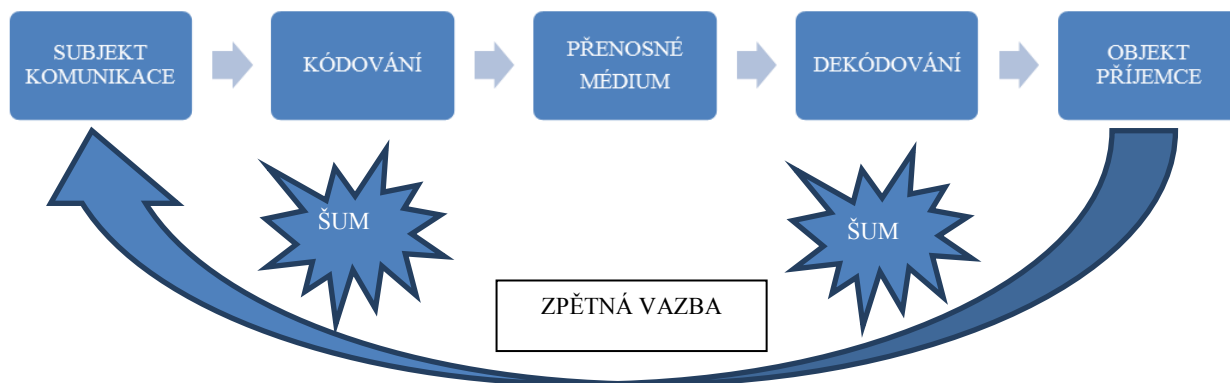 SUBJEKT
KOMUNIKACE
KÓDOVÁNÍ
PŘENOSNÉ
MÉDIUM
DEKÓDOVÁNÍ
OBJEKT
PŘÍJEMCE
ŠUM
ŠUM
ZPĚTNÁ VAZBA